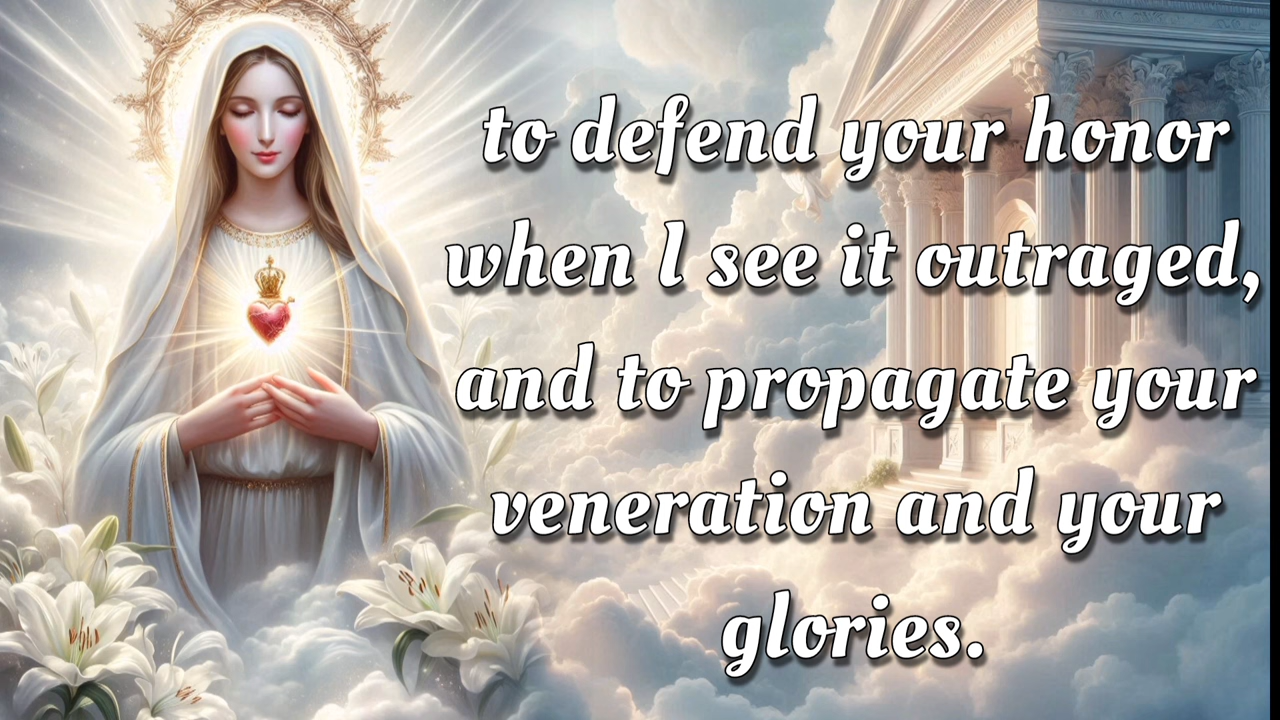 to defend your honor
when I see it outraged,
and to propagate your
veneration and your
glories.